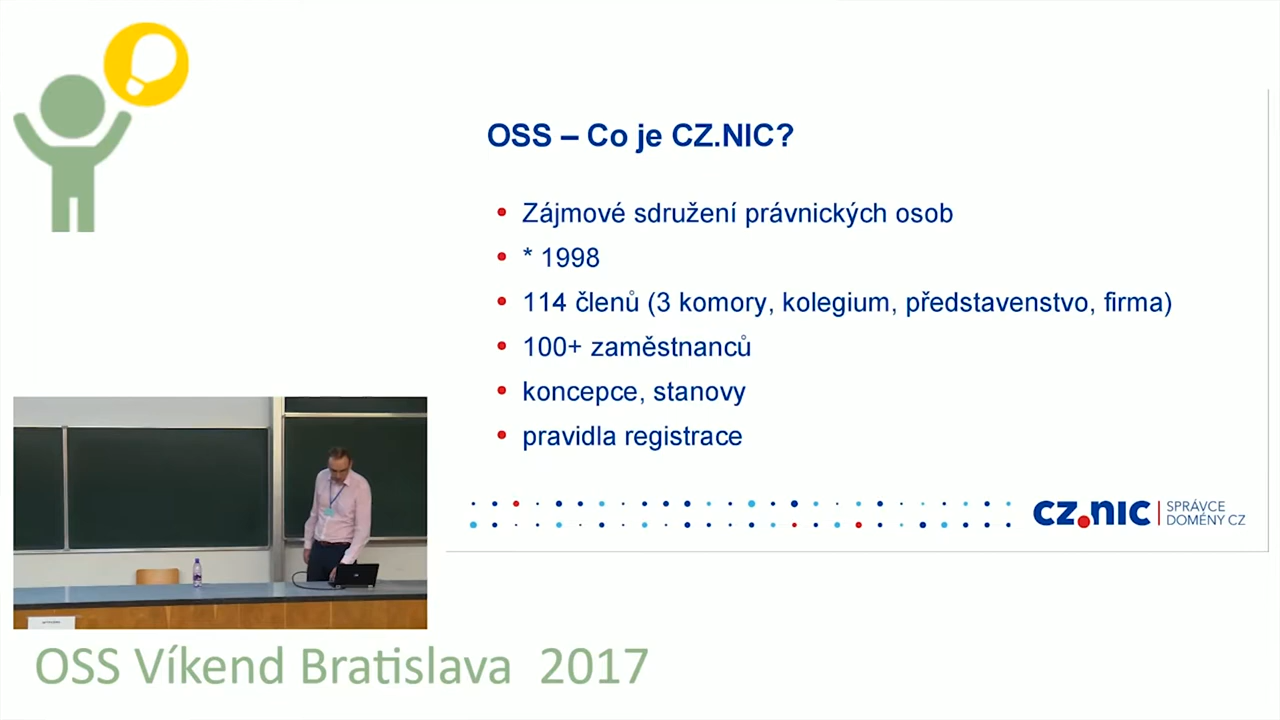 OSS – Co je CZ.NIC?
Zájmové sdružení právnických osob
* 1998
114 členů (3 komory, kolegium, představenstvo, firma)
100+ zaměstnanců
koncepce, stanovy
pravidla registrace
CZ.NIC
SPRÁVCE
DOMÉNY CZ
OSS Víkend Bratislava 2017